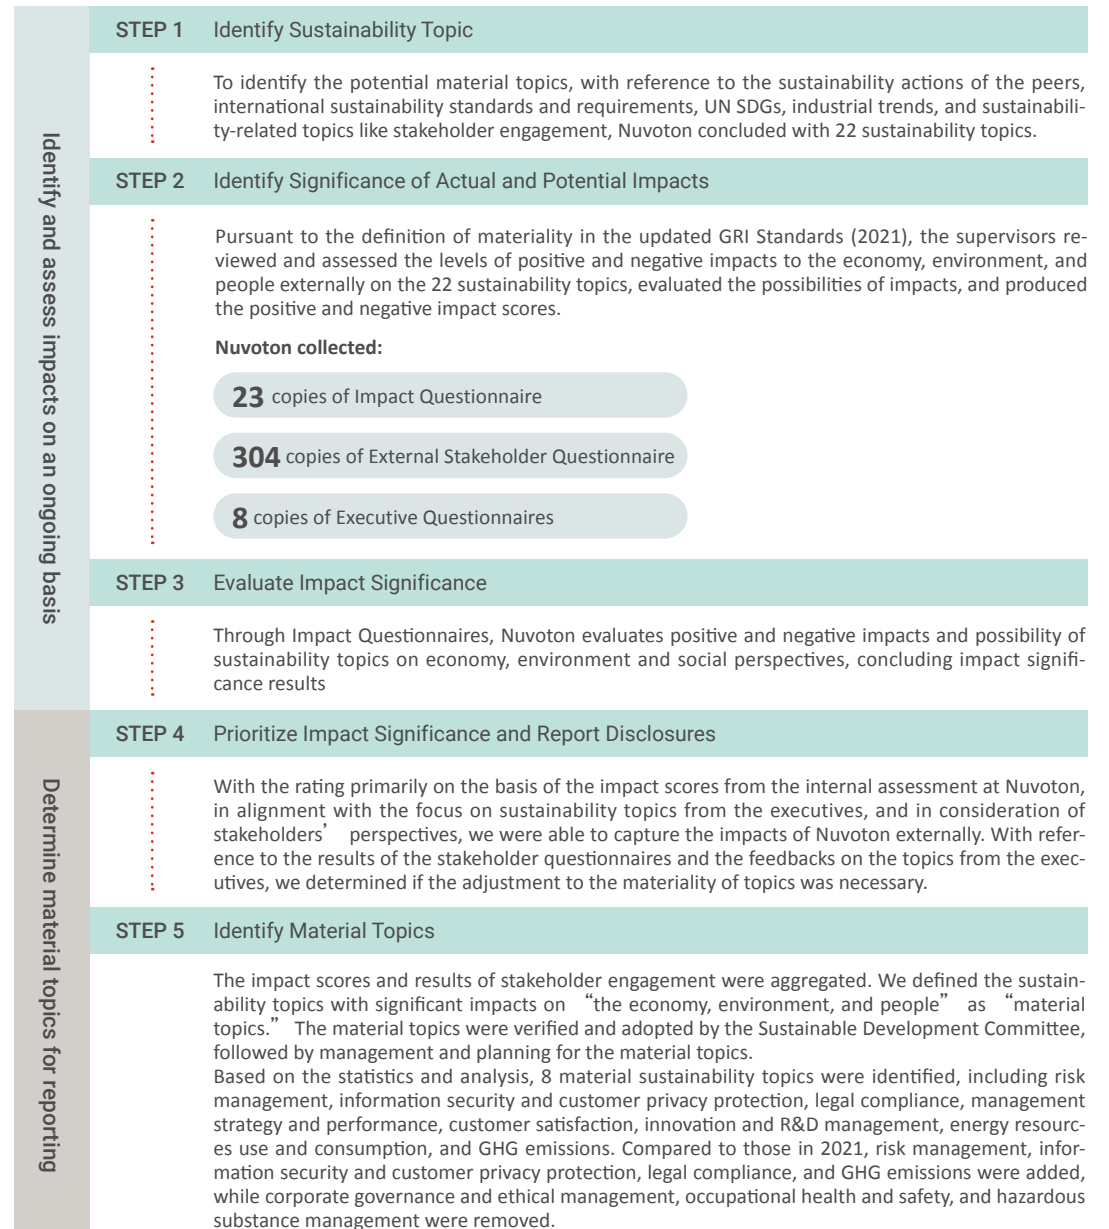 Identify and assess impacts on an ongoing basis
STEP 1 Identify Sustainability Topic
To identify the potential material topics, with reference to the sustainability actions of the peers,
international sustainability standards and requirements, UN SDGs, industrial trends, and sustainabili-
ty-related topics like stakeholder engagement, Nuvoton concluded with 22 sustainability topics.
STEP 2 Identify Significance of Actual and Potential Impacts
Pursuant to the definition of materiality in the updated GRI Standards (2021), the supervisors re-
viewed and assessed the levels of positive and negative impacts to the economy, environment, and
people externally on the 22 sustainability topics, evaluated the possibilities of impacts, and produced
the positive and negative impact scores.
Nuvoton collected:
23 copies of Impact Questionnaire
304 copies of External Stakeholder Questionnaire
8 copies of Executive Questionnaires
STEP 3 Evaluate Impact Significance
Through Impact Questionnaires, Nuvoton evaluates positive and negative impacts and possibility of
sustainability topics on economy, environment and social perspectives, concluding impact signifi-
cance results
Determine material topics for reporting
STEP 4 Prioritize Impact Significance and Report Disclosures
With the rating primarily on the basis of the impact scores from the internal assessment at Nuvoton,
in alignment with the focus on sustainability topics from the executives, and in consideration of
stakeholders’ perspectives, we were able to capture the impacts of Nuvoton externally. With refer-
ence to the results of the stakeholder questionnaires and the feedbacks on the topics from the exec-
utives, we determined if the adjustment to the materiality of topics was necessary.
STEP 5 Identify Material Topics
The impact scores and results of stakeholder engagement were aggregated. We defined the sustain-
ability topics with significant impacts on “the economy, environment, and people” as “material
topics.” The material topics were verified and adopted by the Sustainable Development Committee,
followed by management and planning for the material topics.
Based on the statistics and analysis, 8 material sustainability topics were identified, including risk
management, information security and customer privacy protection, legal compliance, management
strategy and performance, customer satisfaction, innovation and R&D management, energy resourc-
es use and consumption, and GHG emissions. Compared to those in 2021, risk management, infor-
mation security and customer privacy protection, legal compliance, and GHG emissions were added,
while corporate governance and ethical management, occupational health and safety, and hazardous
substance management were removed.